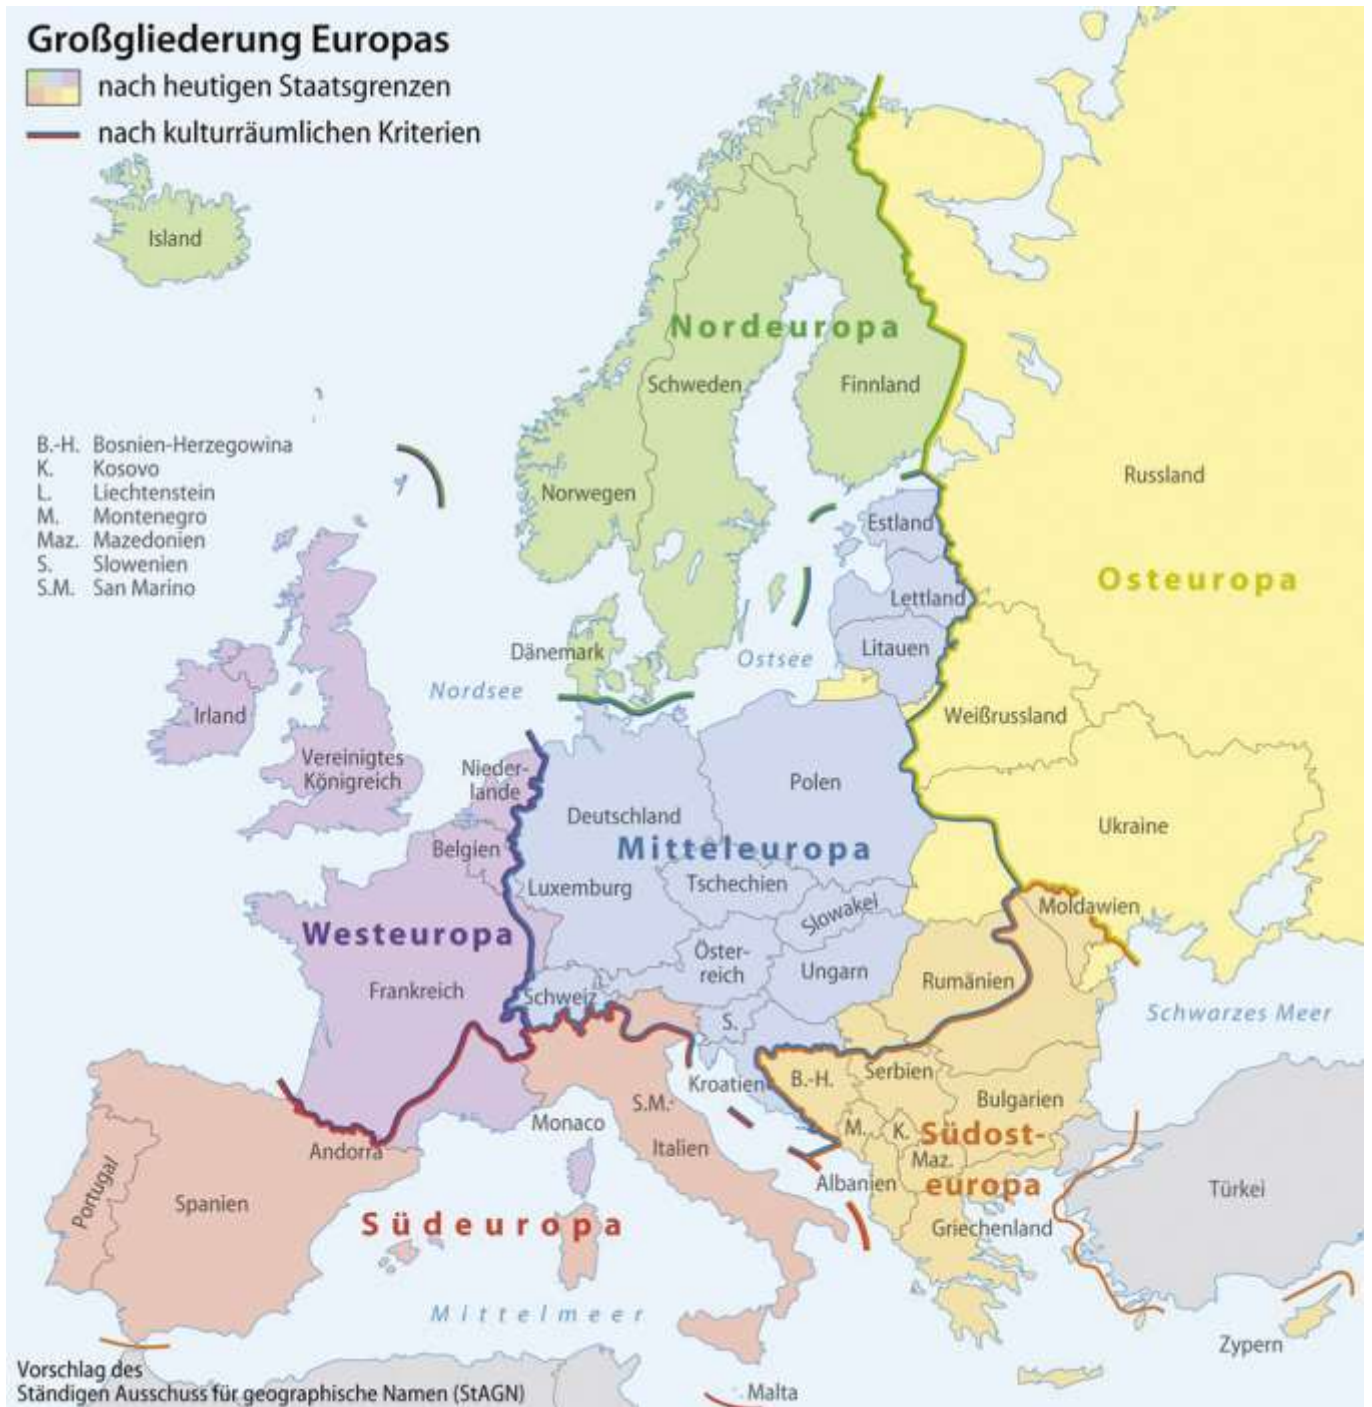 Großgliederung Europas
nach heutigen Staatsgrenzen
nach kulturräumlichen Kriterien
Island
Nordeuropa
Schweden
Finnland
B.-H. Bosnien-Herzegowina
K. Kosovo
L. Liechtenstein
M. Montenegro
Maz. Mazedonien
S. Slowenien
S.M. San Marino
Norwegen
Russland
Estland
Osteuropa
Lettland
Dänemark
Litauen
Ostsee
Nordsee
Irland
Weißrussland
Vereinigtes
Königreich
Nieder-
lande
Polen
Deutschland
Ukraine
Belgien
Mitteleuropa
Luxemburg
Tschechien
Slowakei
Moldawien
Westeuropa
Öster-
reich
Ungarn
Rumänien
Frankreich
Schweiz
S.
Schwarzes Meer
Kroatien
B.-H.
Serbien
S.M.
Bulgarien
Monaco
M.
K.
Südost-
europa
Andorra
Italien
Maz.
Portugal
Spanien
Albanien
Türkei
Südeuropa
Griechenland
Mittelmeer
Zypern
Vorschlag des
Ständigen Ausschuss für geographische Namen (StAGN)
Malta